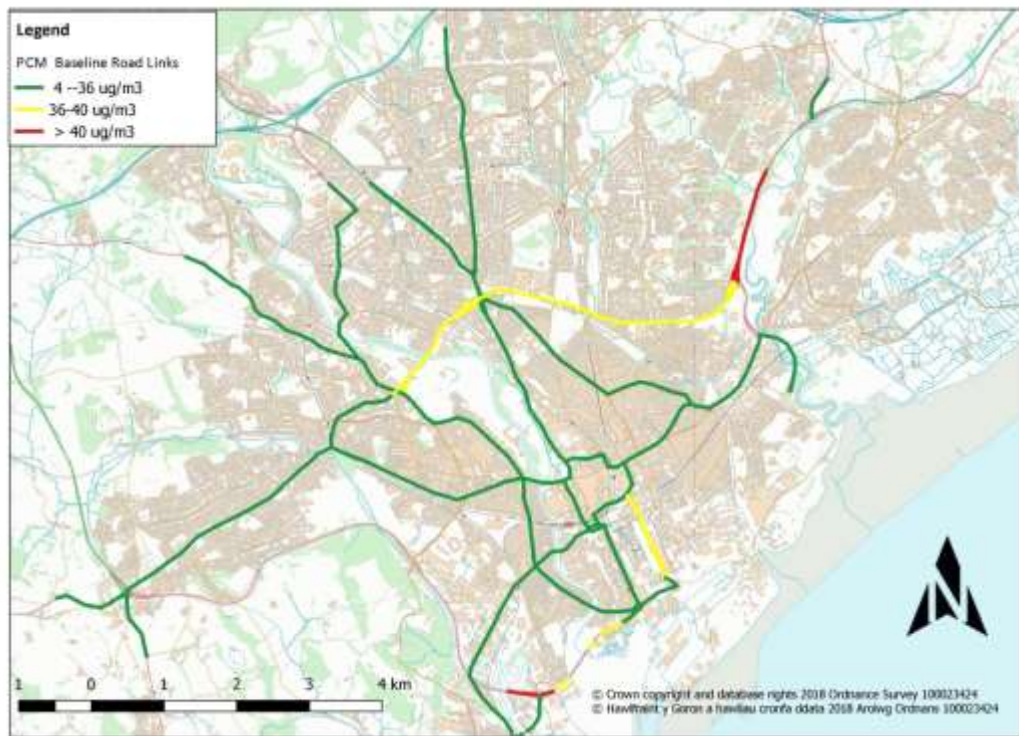 Legend
PCM Baseline Road Links
4 --36 ug/m3
36-40 ug/m3
> 40 ug/m3
N
1 0 1 2 3 4 km
© Crown copyright and database rights 2018 Ordnance Survey 100023424
© Hawlfraint y Goron a hawliau cronfa ddata 2018 Arolwg Ordnans 100023424